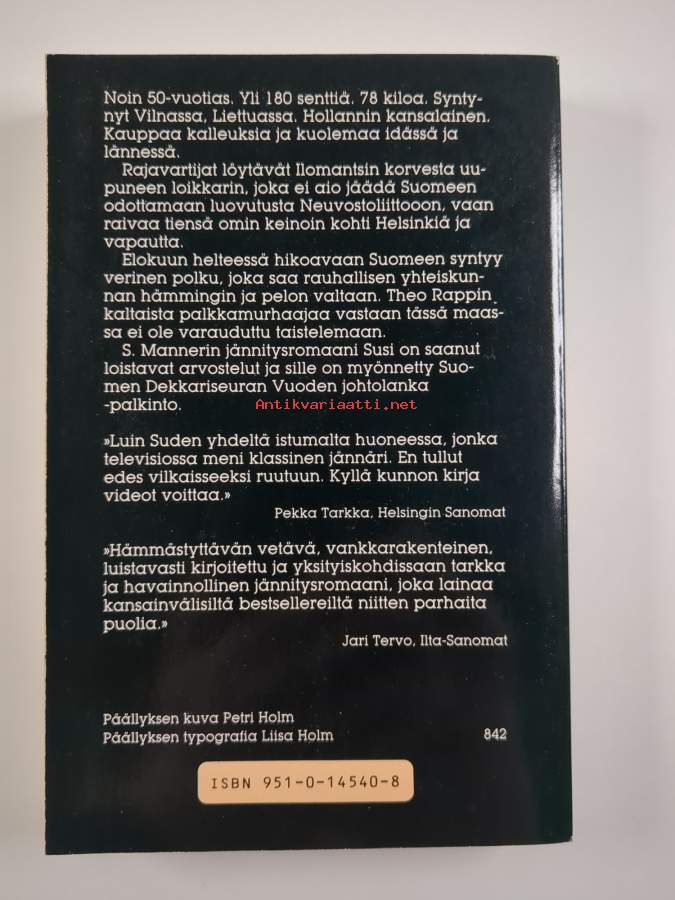 Noin 50-vuotias. Yli 180 senttiä. 78 kiloa. Synty-
nyt Vilnassa, Liettuassa. Hollannin kansalainen.
Kauppaa kalleuksia ja kuolemaa idässä ja
lännessä.
Rajavartijat löytävät Ilomantsin korvesta uu-
puneen loikkarin, joka ei aio jäädä Suomeen
odottamaan luovutusta Neuvostoliittooon, vaan
raivaa tiensä omin keinoin kohti Helsinkiä ja
vapautta.
Elokuun helteessä hikoavaan Suomeen syntyy
verinen polku, joka saa rauhallisen yhteiskun-
nan hämmingin ja pelon valtaan. Theo Rappin
kaltaista palkkamurhaajaa vastaan tässä maas-
sa ei ole varauduttu taistelemaan.
S. Mannerin jännitysromaani Susi on saanut
loistavat arvostelut ja sille on myönnetty Suo-
men Dekkariseuran Vuoden johtolanka
-palkinto.
Antikvariaatti.net
»Luin Suden yhdeltä istumalta huoneessa, jonka
televisiossa meni klassinen jännäri. En tullut
edes vilkaisseeksi ruutuun. Kyllä kunnon kirja
videot voittaa.»
Pekka Tarkka, Helsingin Sanomat
»Hämmästyttävän vetävä, vankkarakenteinen,
luistavasti kirjoitettu ja yksityiskohdissaan tarkka
ja havainnollinen jännitysromaani, joka lainaa
kansainvälisiltä bestsellereiltä niitten parhaita
puolia.»
Jari Tervo, Ilta-Sanomat
Päällyksen kuva Petri Holm
Päällyksen typografia Liisa Holm 842
ISBN 951-0-14540-8